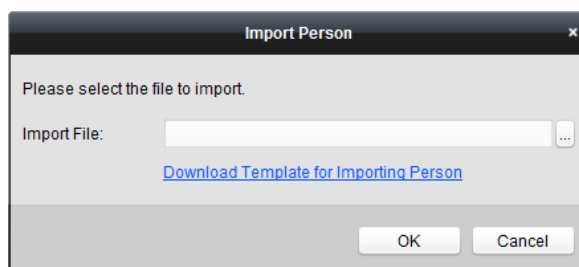 Import Person
×
Please select the file to import.
Import File:
...
Download Template for Importing Person
OK
Cancel